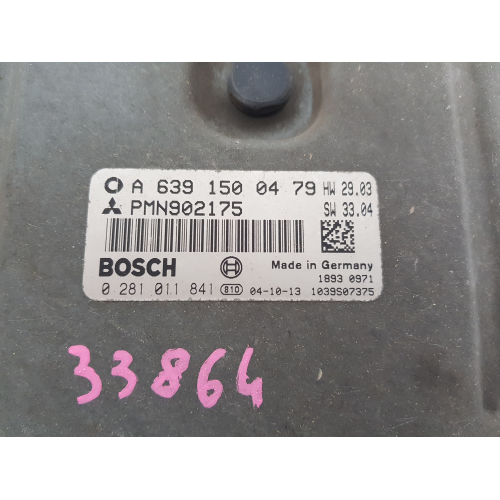 A 639 150 04 79 HW 29.03
PMN902175 SW 33.04
BOSCH Made in Germany
1893 0971
0 281 011 841 810 04-10-13 1039S07375
33864